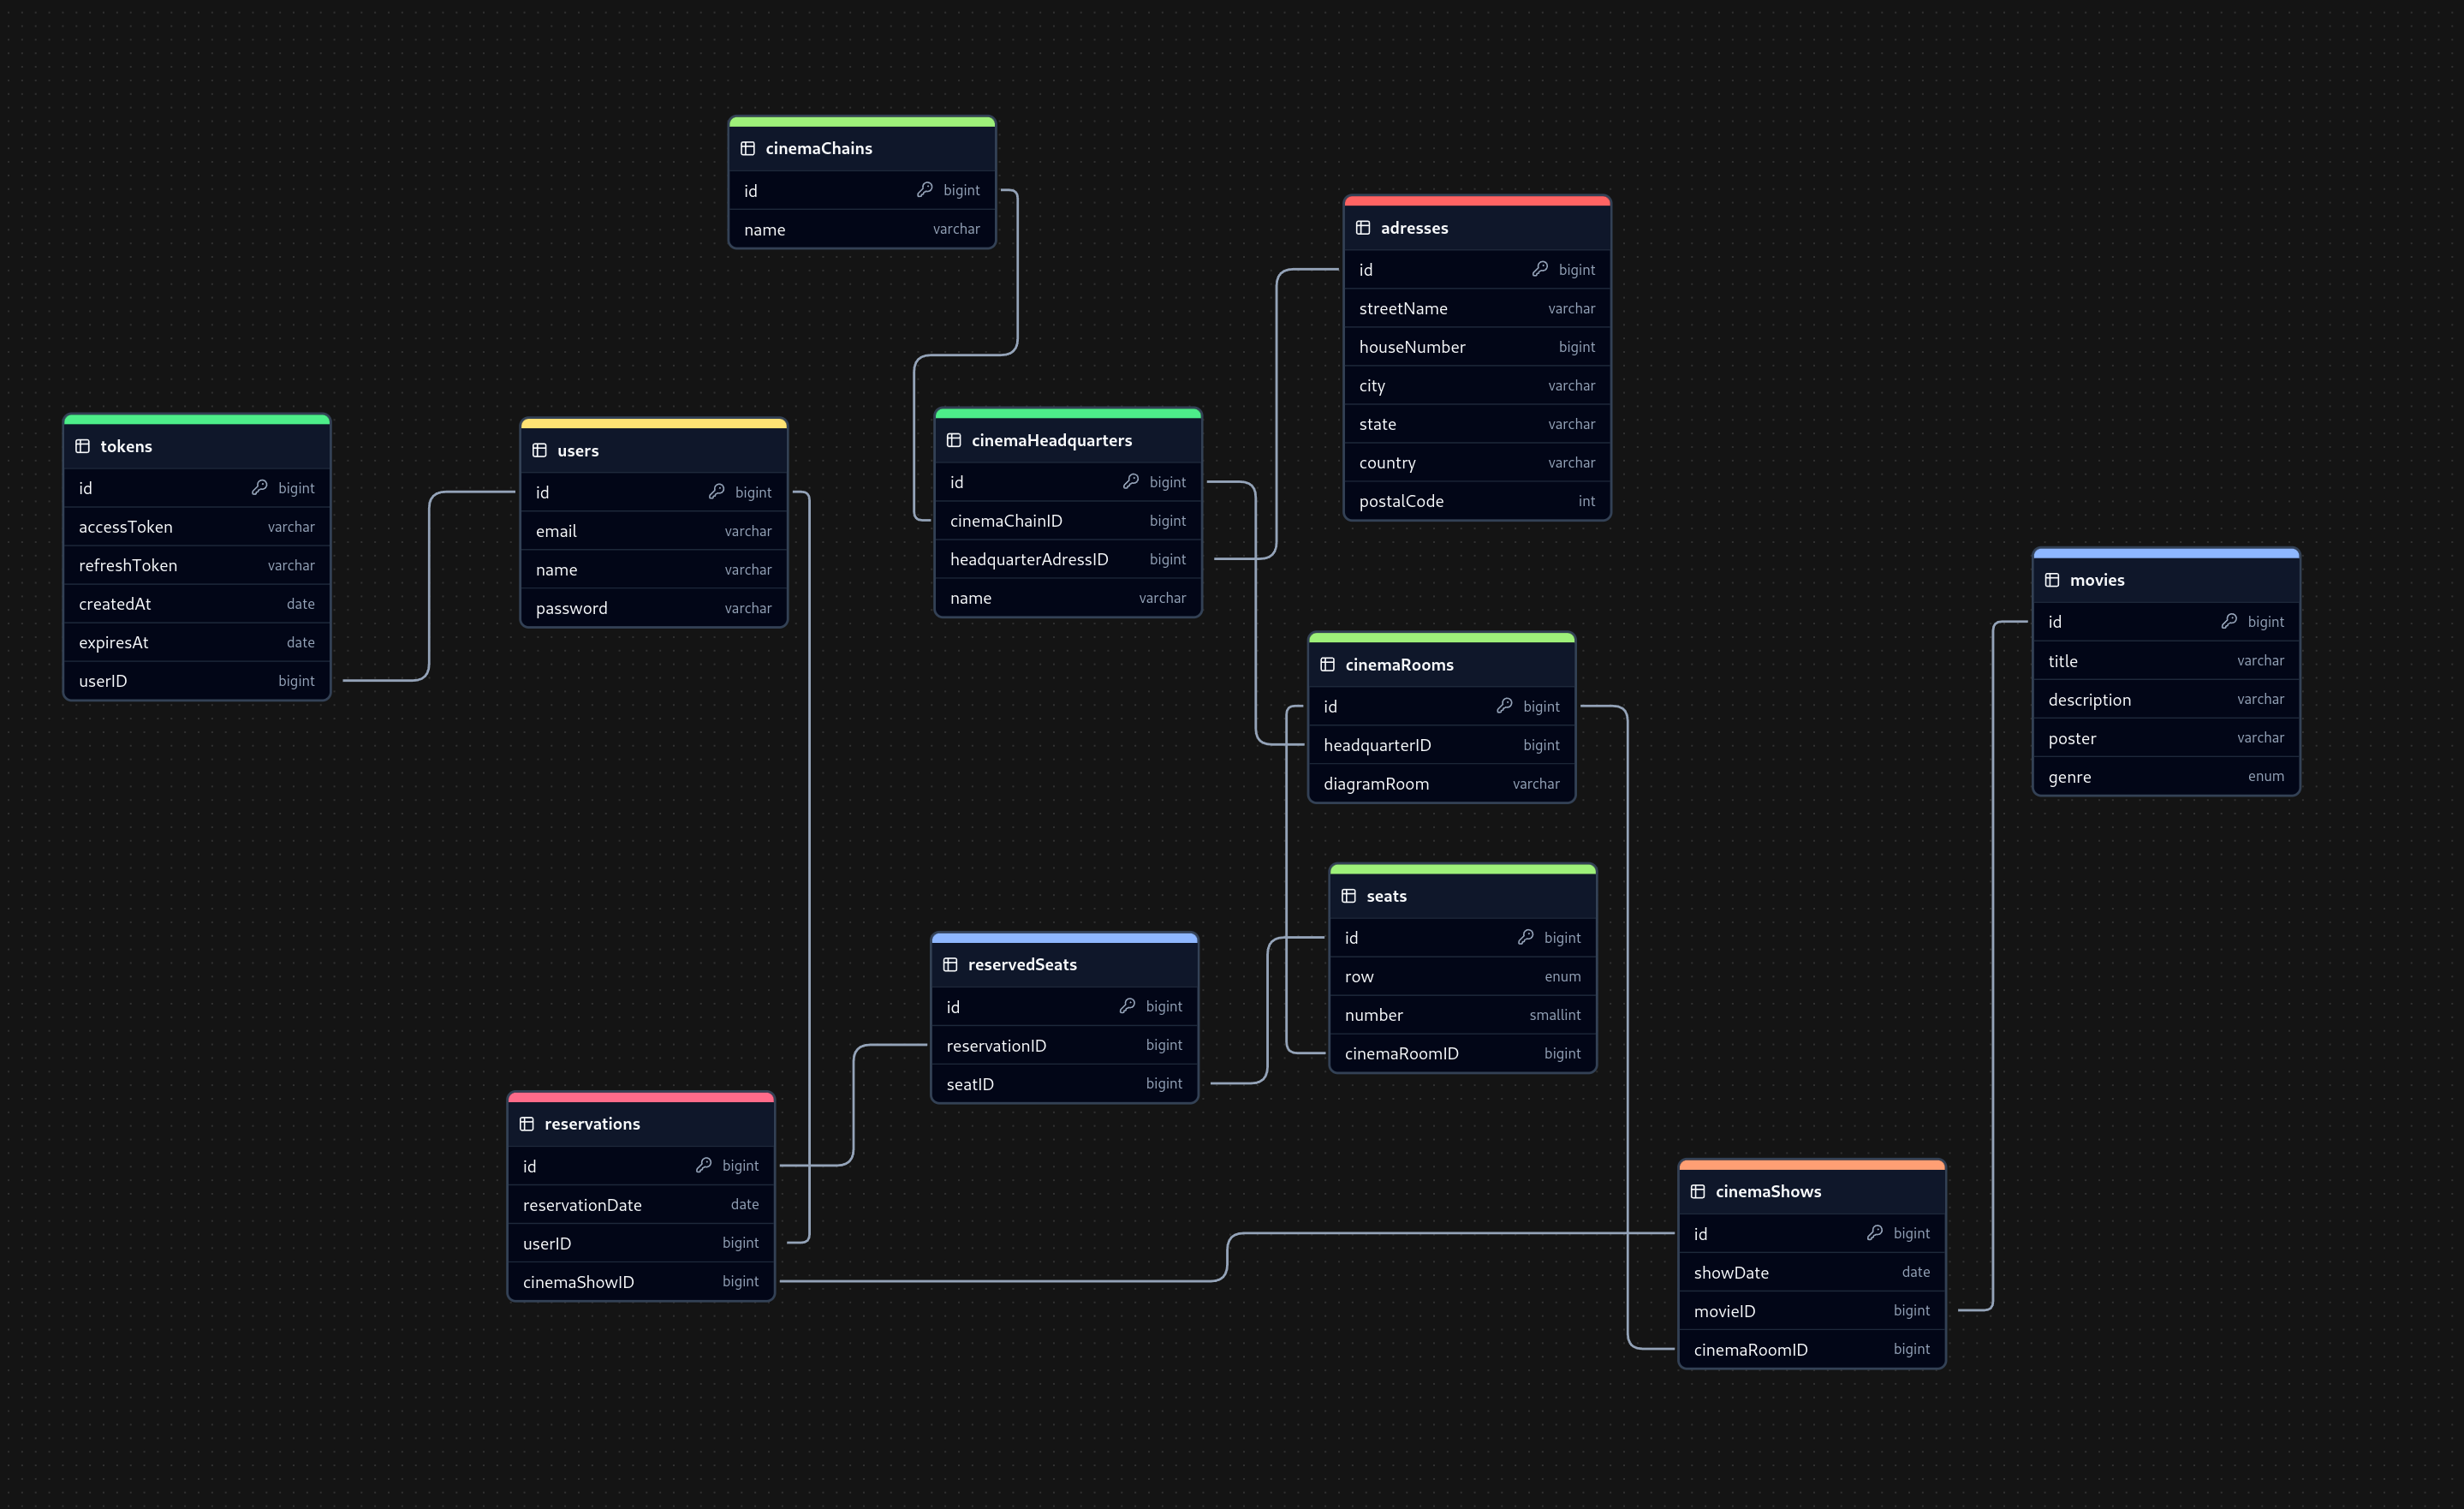 cinemaChains
id bigint
name varchar
adresses
id bigint
streetName varchar
houseNumber bigint
city varchar
state varchar
country varchar
postalCode int
tokens
id bigint
accessToken varchar
refreshToken varchar
createdAt date
expiresAt date
userID bigint
users
id bigint
email varchar
name varchar
password varchar
cinemaHeadquarters
id bigint
cinemaChainID bigint
headquarterAdressID bigint
name varchar
movies
id bigint
title varchar
description varchar
poster varchar
genre enum
cinemaRooms
id bigint
headquarterID bigint
diagramRoom varchar
seats
id bigint
row enum
number smallint
cinemaRoomID bigint
reservedSeats
id bigint
reservationID bigint
seatID bigint
reservations
id bigint
reservationDate date
userID bigint
cinemaShowID bigint
cinemaShows
id bigint
showDate date
movieID bigint
cinemaRoomID bigint